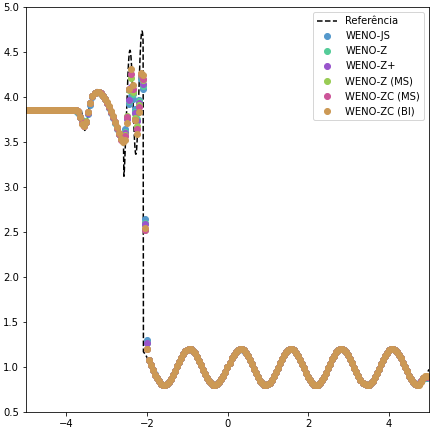 5.0
4.5
4.0
3.5
3.0
2.5
2.0
1.5
1.0
0.5
−4
−2
0
2
4
Referência
WENO-JS
WENO-Z
WENO-Z+
WENO-Z (MS)
WENO-ZC (MS)
WENO-ZC (BI)